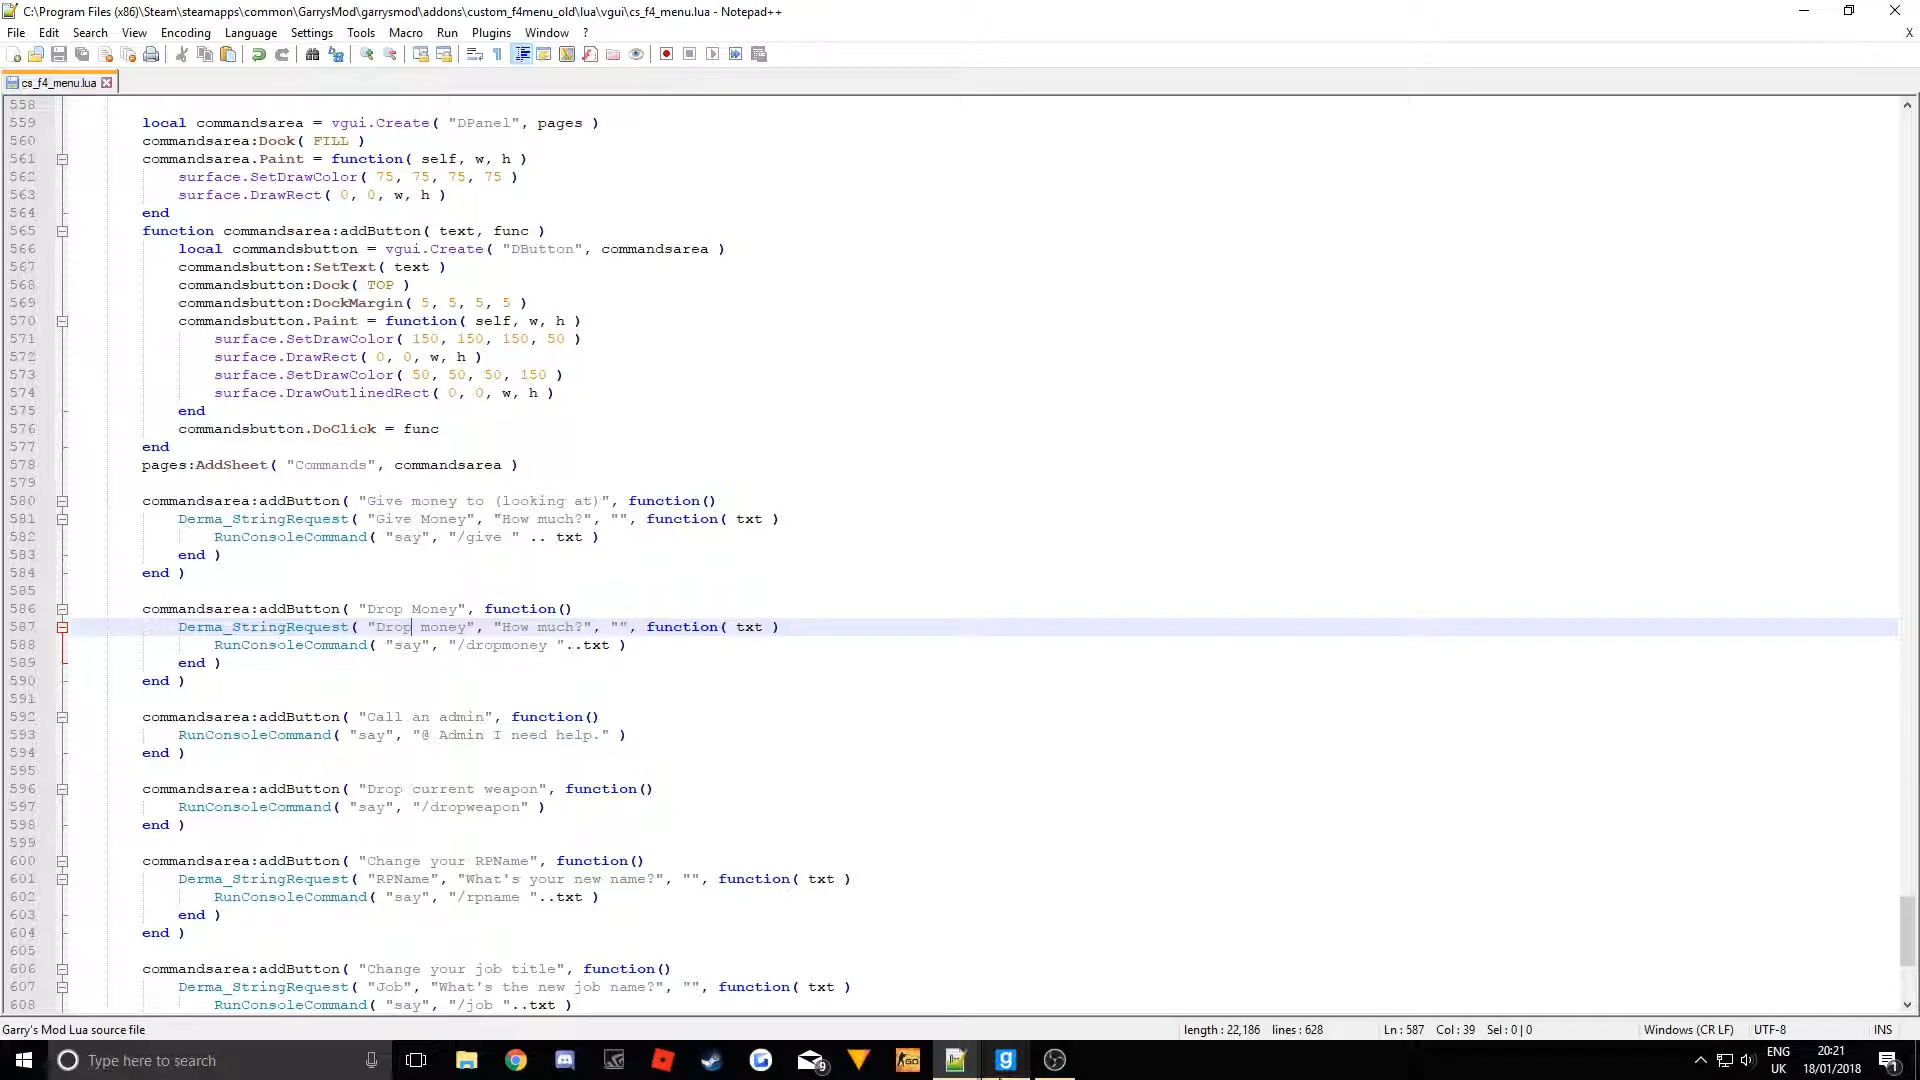 C:\Program Files (x86)\Steam\steamapps\common\GarrysMod\garrysmod\addons\custom_f4menu_old\lua\vgui\cs_f4_menu.lua - Notepad++
File Edit Search View Encoding Language Settings Tools Macro Run Plugins Window ? X
cs_f4_menu.lua
558
559 local commandsarea = vgui.Create( "DPanel", pages )
560 commandsarea:Dock( FILL )
561 commandsarea.Paint = function( self, w, h )
562 surface.SetDrawColor( 75, 75, 75, 75 )
563 surface.DrawRect( 0, 0, w, h )
564 end
565 function commandsarea:addButton( text, func )
566 local commandsbutton = vgui.Create( "DButton", commandsarea )
567 commandsbutton:SetText( text )
568 commandsbutton:Dock( TOP )
569 commandsbutton:DockMargin( 5, 5, 5, 5 )
570 commandsbutton.Paint = function( self, w, h )
571 surface.SetDrawColor( 150, 150, 150, 50 )
572 surface.DrawRect( 0, 0, w, h )
573 surface.SetDrawColor( 50, 50, 50, 150 )
574 surface.DrawOutlinedRect( 0, 0, w, h )
575 end
576 commandsbutton.DoClick = func
577 end
578 pages:AddSheet( "Commands", commandsarea )
579
580 commandsarea:addButton( "Give money to (looking at)", function()
581 Derma_StringRequest( "Give Money", "How much?", "", function( txt )
582 RunConsoleCommand( "say", "/give " .. txt )
583 end )
584 end )
585
586 commandsarea:addButton( "Drop Money", function()
587 Derma_StringRequest( "Drop money", "How much?", "", function( txt )
588 RunConsoleCommand( "say", "/dropmoney "..txt )
589 end )
590 end )
591
592 commandsarea:addButton( "Call an admin", function()
593 RunConsoleCommand( "say", "@ Admin I need help." )
594 end )
595
596 commandsarea:addButton( "Drop current weapon", function()
597 RunConsoleCommand( "say", "/dropweapon" )
598 end )
599
600 commandsarea:addButton( "Change your RPName", function()
601 Derma_StringRequest( "RPName", "What's your new name?", "", function( txt )
602 RunConsoleCommand( "say", "/rpname "..txt )
603 end )
604 end )
605
606 commandsarea:addButton( "Change your job title", function()
607 Derma_StringRequest( "Job", "What's the new job name?", "", function( txt )
608 RunConsoleCommand( "say", "/job "..txt )
Garry's Mod Lua source file length : 22,186 lines : 628 Ln : 587 Col : 39 Sel : 0 | 0 Windows (CR LF) UTF-8 INS
Type here to search 9 GO g ENG UK 20:21 18/01/2018 1